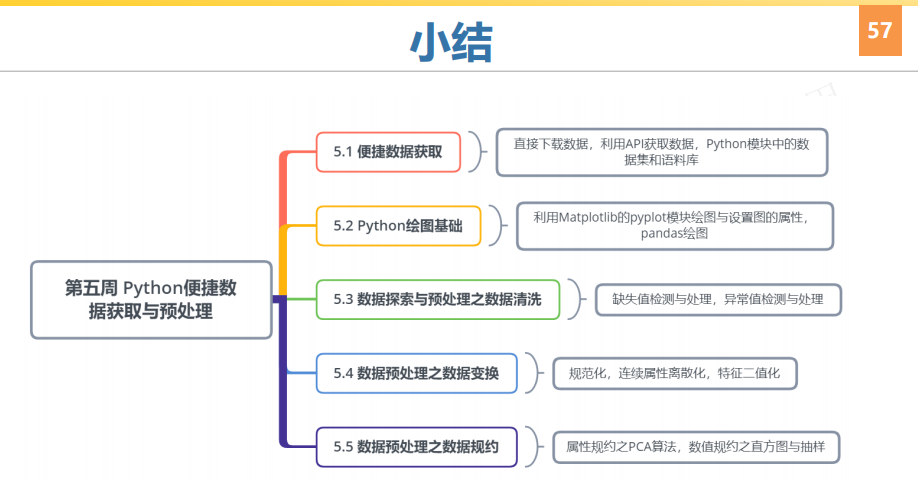 小结
57
5.1 便捷数据获取
直接下载数据，利用API获取数据，Python模块中的数
据集和语料库
5.2 Python绘图基础
利用Matplotlib的pyplot模块绘图与设置图的属性，
pandas绘图
第五周 Python便捷数
据获取与预处理
5.3 数据探索与预处理之数据清洗
缺失值检测与处理，异常值检测与处理
5.4 数据预处理之数据变换
规范化，连续属性离散化，特征二值化
5.5 数据预处理之数据规约
属性规约之PCA算法，数值规约之直方图与抽样